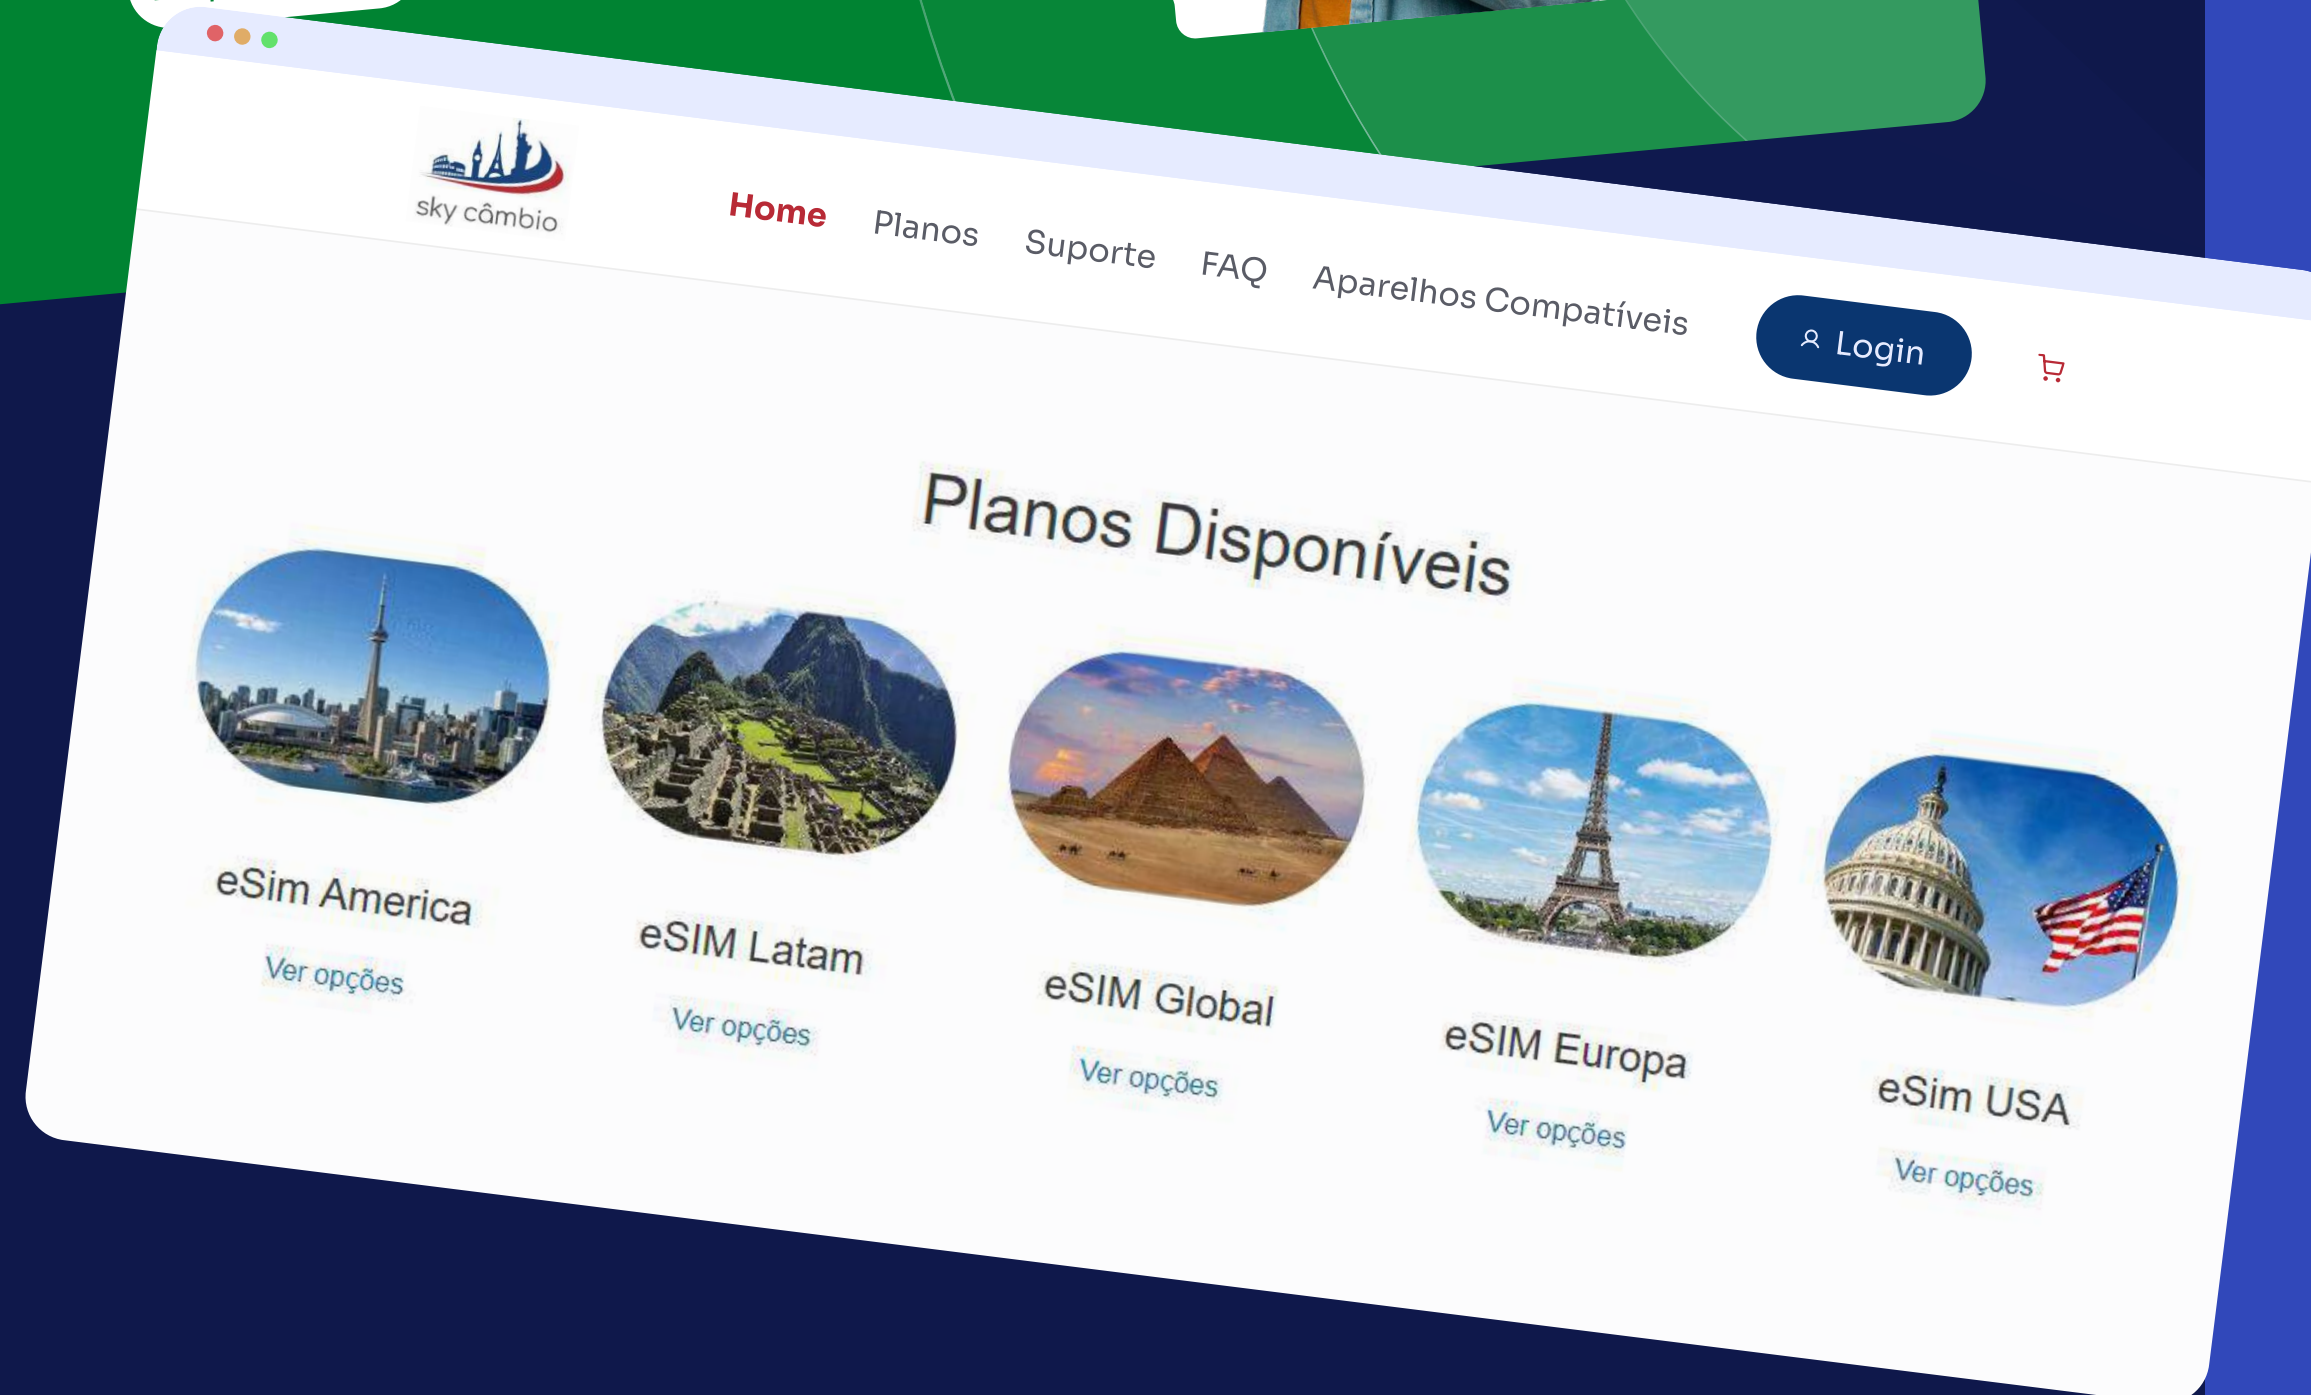 sky câmbio
Home Planos Suporte FAQ Aparelhos Compatíveis Login
Planos Disponíveis
eSim America
Ver opções
eSIM Latam
Ver opções
eSIM Global
Ver opções
eSIM Europa
Ver opções
eSim USA
Ver opções